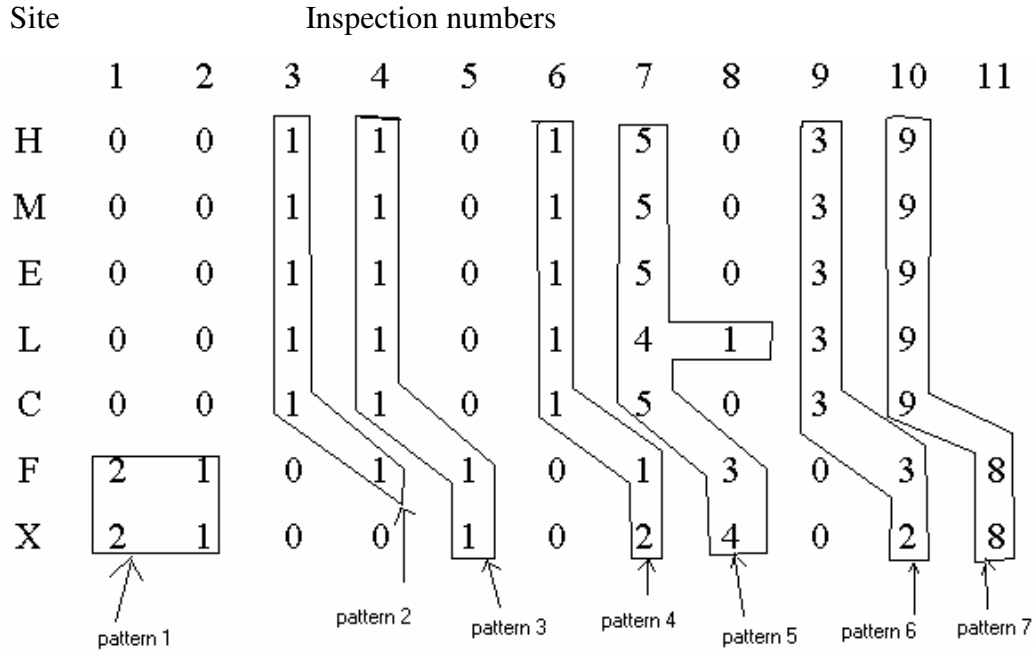 Site Inspection numbers
1 2 3 4 5 6 7 8 9 10 11
H 0 0 1 1 0 1 5 0 3 9
M 0 0 1 1 0 1 5 0 3 9
E 0 0 1 1 0 1 5 0 3 9
L 0 0 1 1 0 1 4 1 3 9
C 0 0 1 1 0 1 5 0 3 9
F 2 1 0 1 1 0 1 3 0 3 8
X 2 1 0 0 1 0 2 4 0 2 8
pattern 1 pattern 2 pattern 3 pattern 4 pattern 5 pattern 6 pattern 7